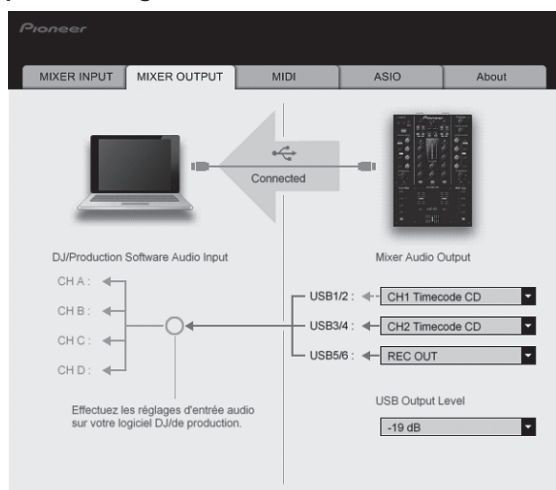 Pioneer
MIXER INPUT MIXER OUTPUT MIDI ASIO About
Connected
DJ/Production Software Audio Input
CH A :
CH B :
CH C :
CH D :
Effectuez les réglages d'entrée audio
sur votre logiciel DJ/de production.
Mixer Audio Output
USB1/2 : CH1 Timecode CD
USB3/4 : CH2 Timecode CD
USB5/6 : REC OUT
USB Output Level
-19 dB